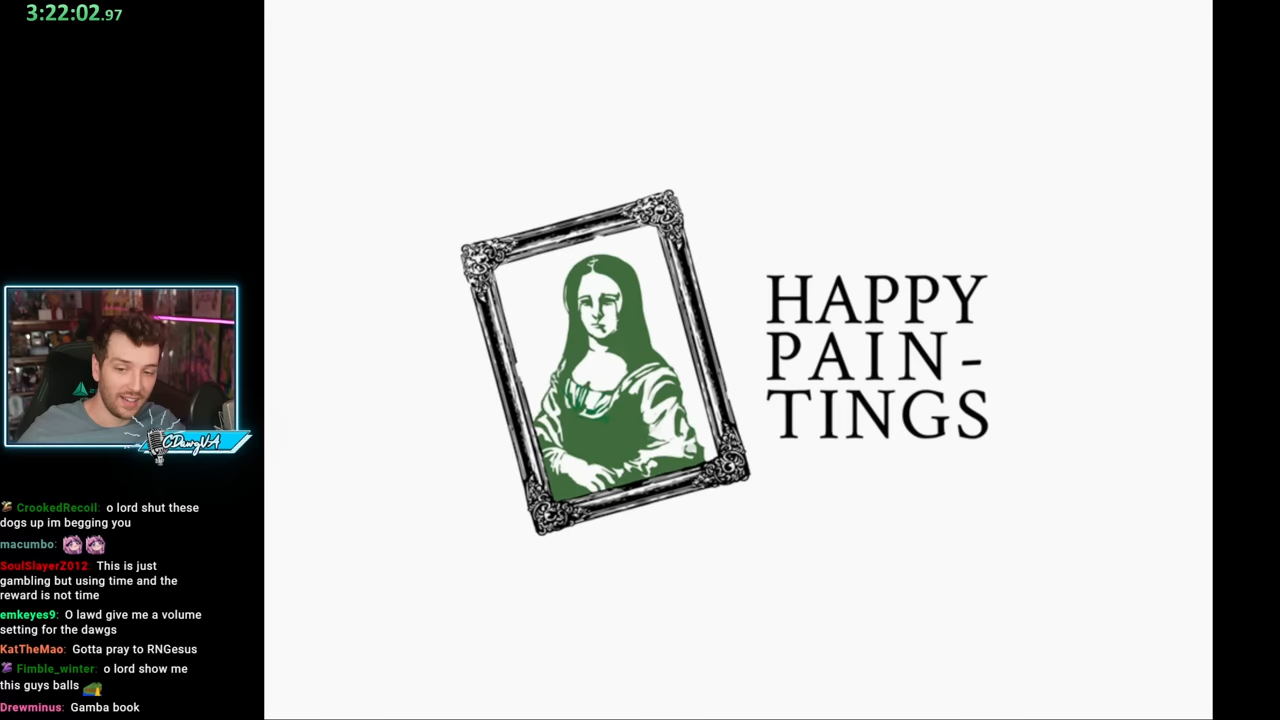 3:22:02.97
HAPPY
PAIN-
TINGS
CDawgVA
CrookedRecoil: o lord shut these
dogs up im begging you
macumbo:
SoulSlayerZ012: This is just
gambling but using time and the
reward is not time
emkeyes9: O lawd give me a volume
setting for the dawgs
KatTheMao: Gotta pray to RNGesus
Fimble_winter: o lord show me
this guys balls
Drewminus: Gamba book